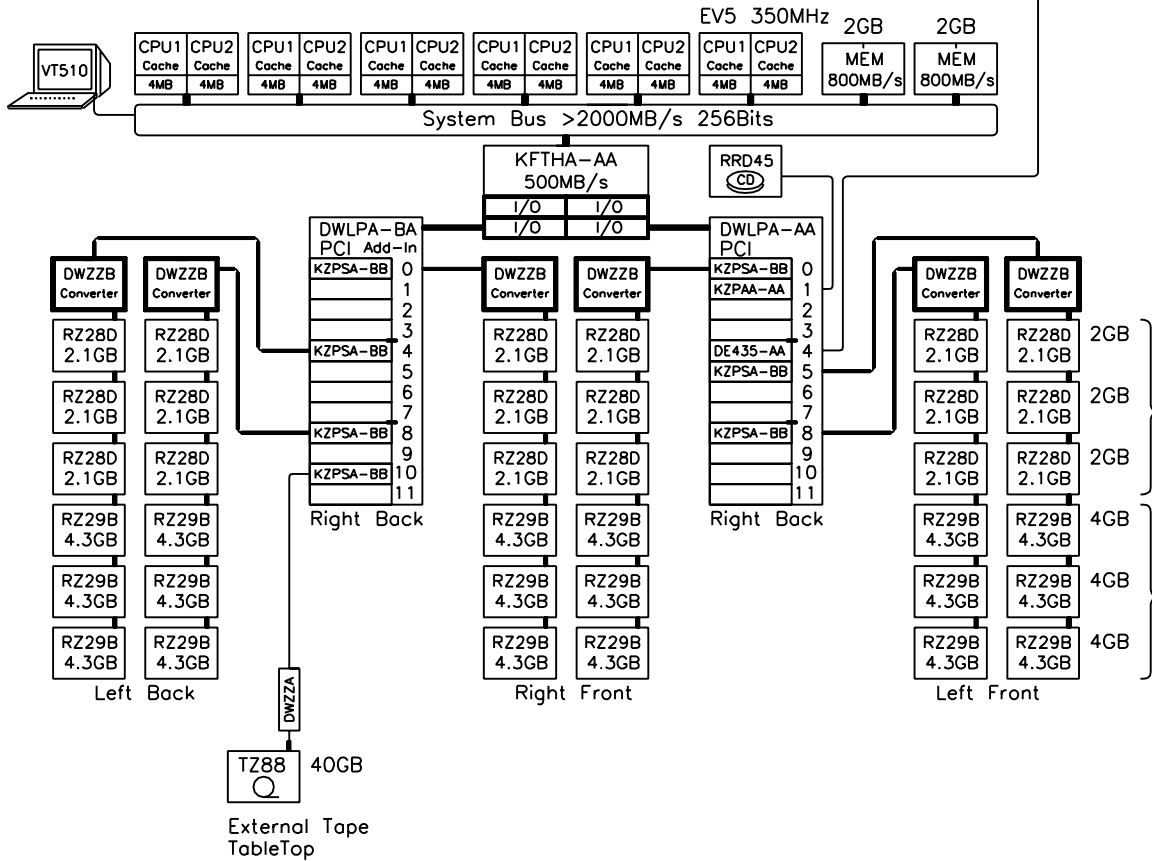 EV5 350MHz
2GB 2GB
VT510
CPU1 CPU2 CPU1 CPU2 CPU1 CPU2 CPU1 CPU2 CPU1 CPU2 CPU1 CPU2
Cache Cache Cache Cache Cache Cache Cache Cache Cache Cache Cache Cache
4MB 4MB 4MB 4MB 4MB 4MB 4MB 4MB 4MB 4MB 4MB 4MB
MEM MEM
800MB/s 800MB/s
System Bus >2000MB/s 256Bits
KFTHA-AA
500MB/s
I/O I/O
I/O I/O
RRD45
CD
DWLPA-BA
PCI Add-In
KZPSA-BB 0
1
2
3
KZPSA-BB 4
5
6
7
KZPSA-BB 8
9
KZPSA-BB 10
11
Right Back
DWLPA-AA
PCI
KZPSA-BB 0
KZPAA-AA 1
2
3
DE435-AA 4
KZPSA-BB 5
6
7
KZPSA-BB 8
9
10
11
Right Back
DWZZB DWZZB
Converter Converter
RZ28D RZ28D
2.1GB 2.1GB
RZ28D RZ28D
2.1GB 2.1GB
RZ28D RZ28D
2.1GB 2.1GB
RZ29B RZ29B
4.3GB 4.3GB
RZ29B RZ29B
4.3GB 4.3GB
RZ29B RZ29B
4.3GB 4.3GB
Left Back
DWZZB DWZZB
Converter Converter
RZ28D RZ28D
2.1GB 2.1GB
RZ28D RZ28D
2.1GB 2.1GB
RZ28D RZ28D
2.1GB 2.1GB
RZ29B RZ29B
4.3GB 4.3GB
RZ29B RZ29B
4.3GB 4.3GB
RZ29B RZ29B
4.3GB 4.3GB
Right Front
DWZZB DWZZB
Converter Converter
RZ28D RZ28D 2GB
2.1GB 2.1GB
RZ28D RZ28D 2GB
2.1GB 2.1GB
RZ28D RZ28D 2GB
2.1GB 2.1GB
RZ29B RZ29B 4GB
4.3GB 4.3GB
RZ29B RZ29B 4GB
4.3GB 4.3GB
RZ29B RZ29B 4GB
4.3GB 4.3GB
Left Front
DWZZA
TZ88 40GB
External Tape
TableTop